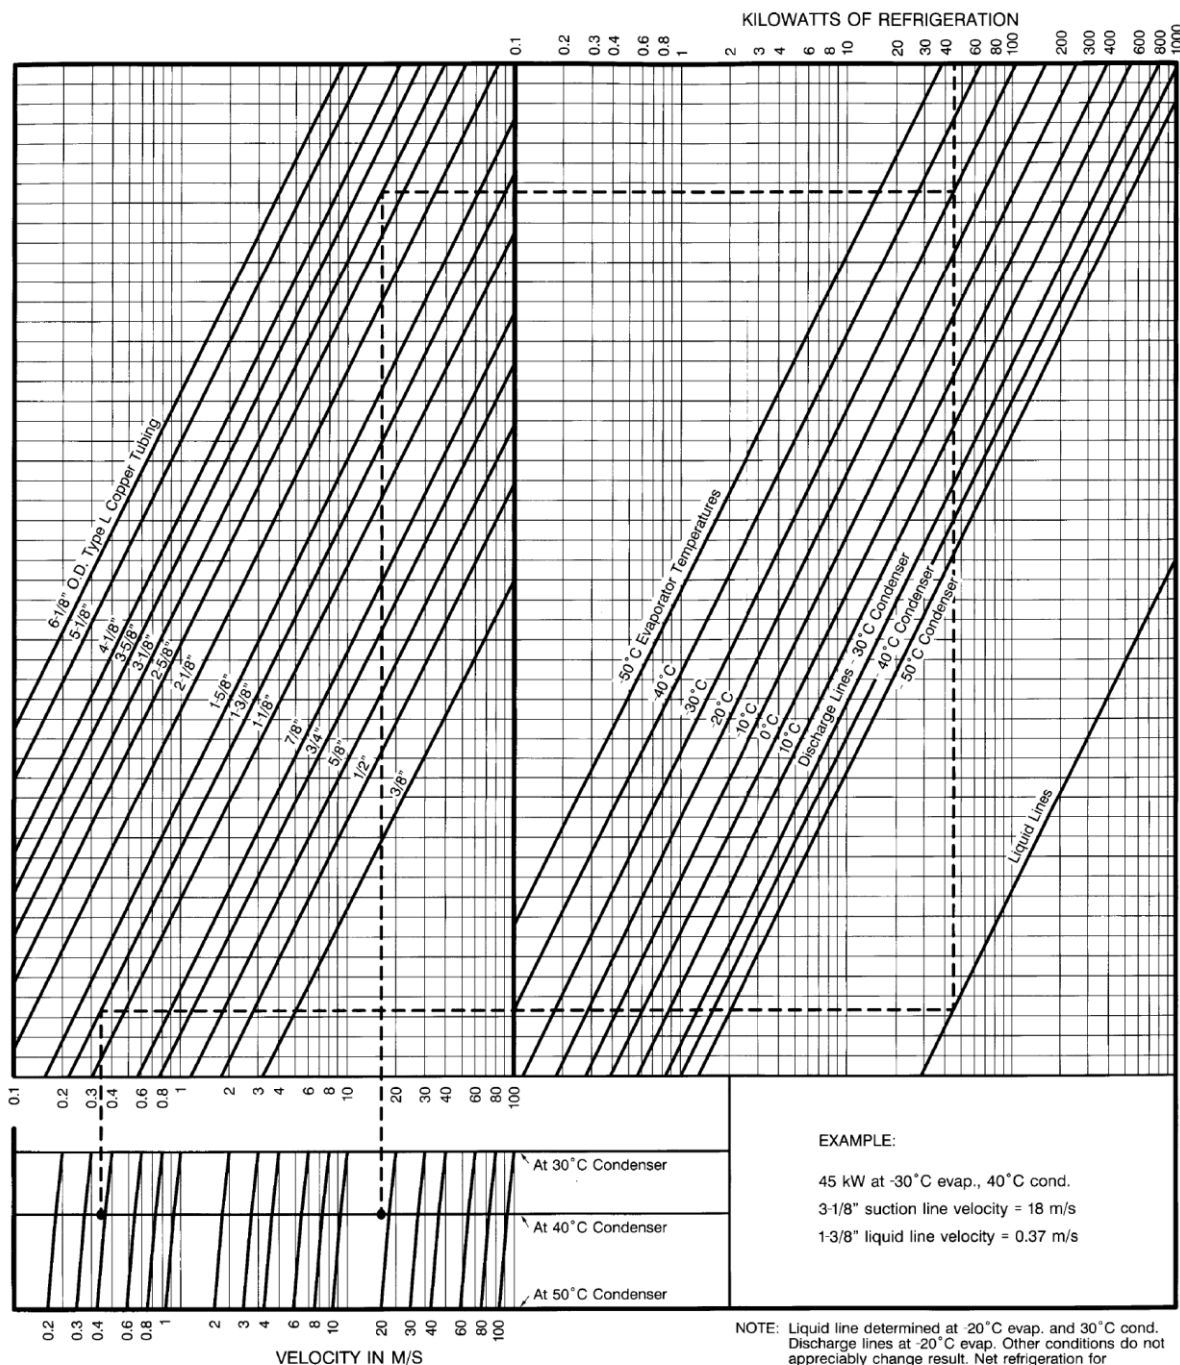 KILOWATTS OF REFRIGERATION
0.1 0.2 0.3 0.4 0.6 0.8 1 2 3 4 6 8 10 20 30 40 60 80 100 200 300 400 600 800 1000
6-1/8" O.D. Type L Copper Tubing
5-1/8"
4-1/8"
3-5/8"
3-1/8"
2-5/8"
2-1/8"
1-5/8"
1-3/8"
1-1/8"
7/8"
3/4"
5/8"
1/2"
3/8"
-50°C Evaporator Temperatures
-40°C
-30°C
-20°C
-10°C
0°C
10°C
Discharge Lines - 30°C Condenser
- 40°C Condenser
- 50°C Condenser
Liquid Lines
0.1 0.2 0.3 0.4 0.6 0.8 1 2 3 4 6 8 10 20 30 40 60 80 100
At 30°C Condenser
At 40°C Condenser
At 50°C Condenser
0.2 0.3 0.4 0.6 0.8 1 2 3 4 6 8 10 20 30 40 60 80 100
VELOCITY IN M/S
EXAMPLE:
45 kW at -30°C evap., 40°C cond.
3-1/8" suction line velocity = 18 m/s
1-3/8" liquid line velocity = 0.37 m/s
NOTE: Liquid line determined at -20°C evap. and 30°C cond.
Discharge lines at -20°C evap. Other conditions do not
appreciably change result. Net refrigeration for